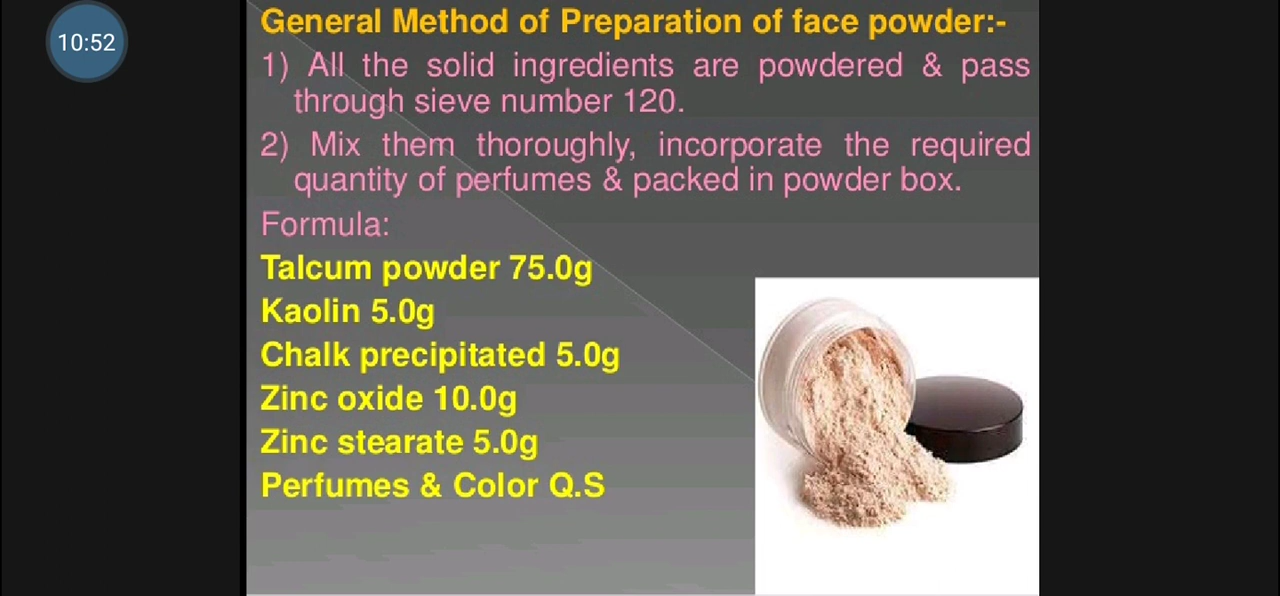 10:52
General Method of Preparation of face powder:-
1) All the solid ingredients are powdered & pass
through sieve number 120.
2) Mix them thoroughly, incorporate the required
quantity of perfumes & packed in powder box.
Formula:
Talcum powder 75.0g
Kaolin 5.0g
Chalk precipitated 5.0g
Zinc oxide 10.0g
Zinc stearate 5.0g
Perfumes & Color Q.S